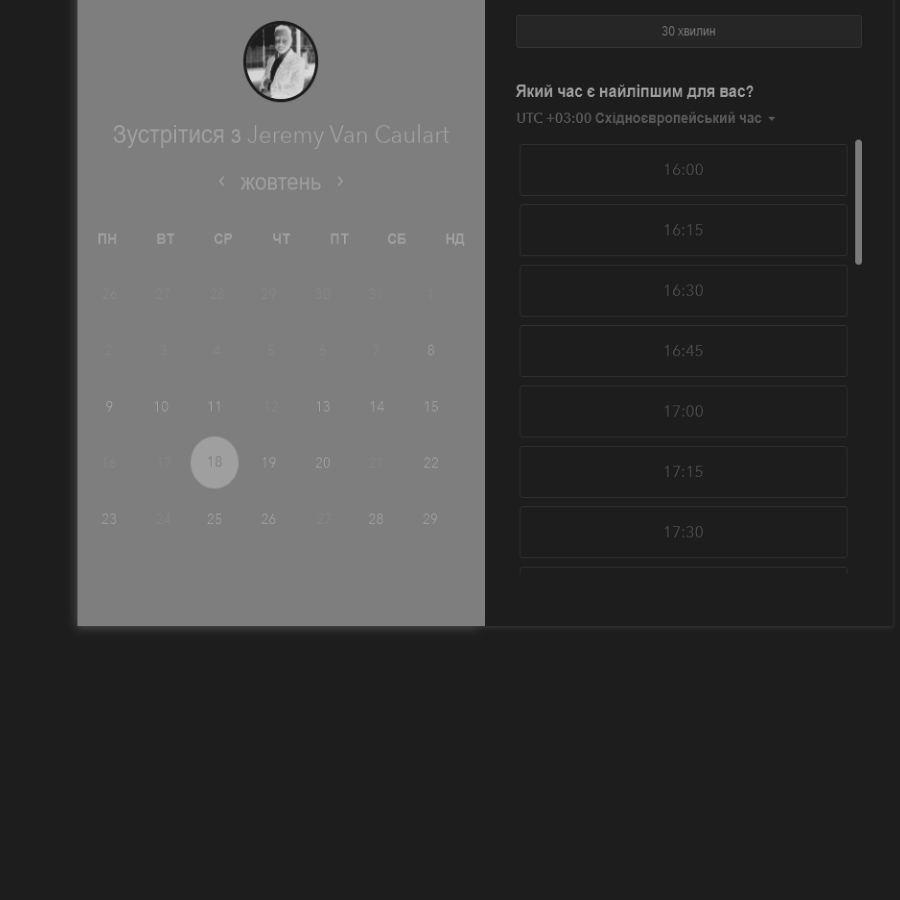 Зустрітися з Jeremy Van Caulart
жовтень
ПН ВТ СР ЧТ ПТ СБ НД
26 27 28 29 30 31 1
2 3 4 5 6 7 8
9 10 11 12 13 14 15
16 17 18 19 20 21 22
23 24 25 26 27 28 29
30 хвилин
Який час є найліпшим для вас?
UTC +03:00 Східноєвропейський час
16:00
16:15
16:30
16:45
17:00
17:15
17:30